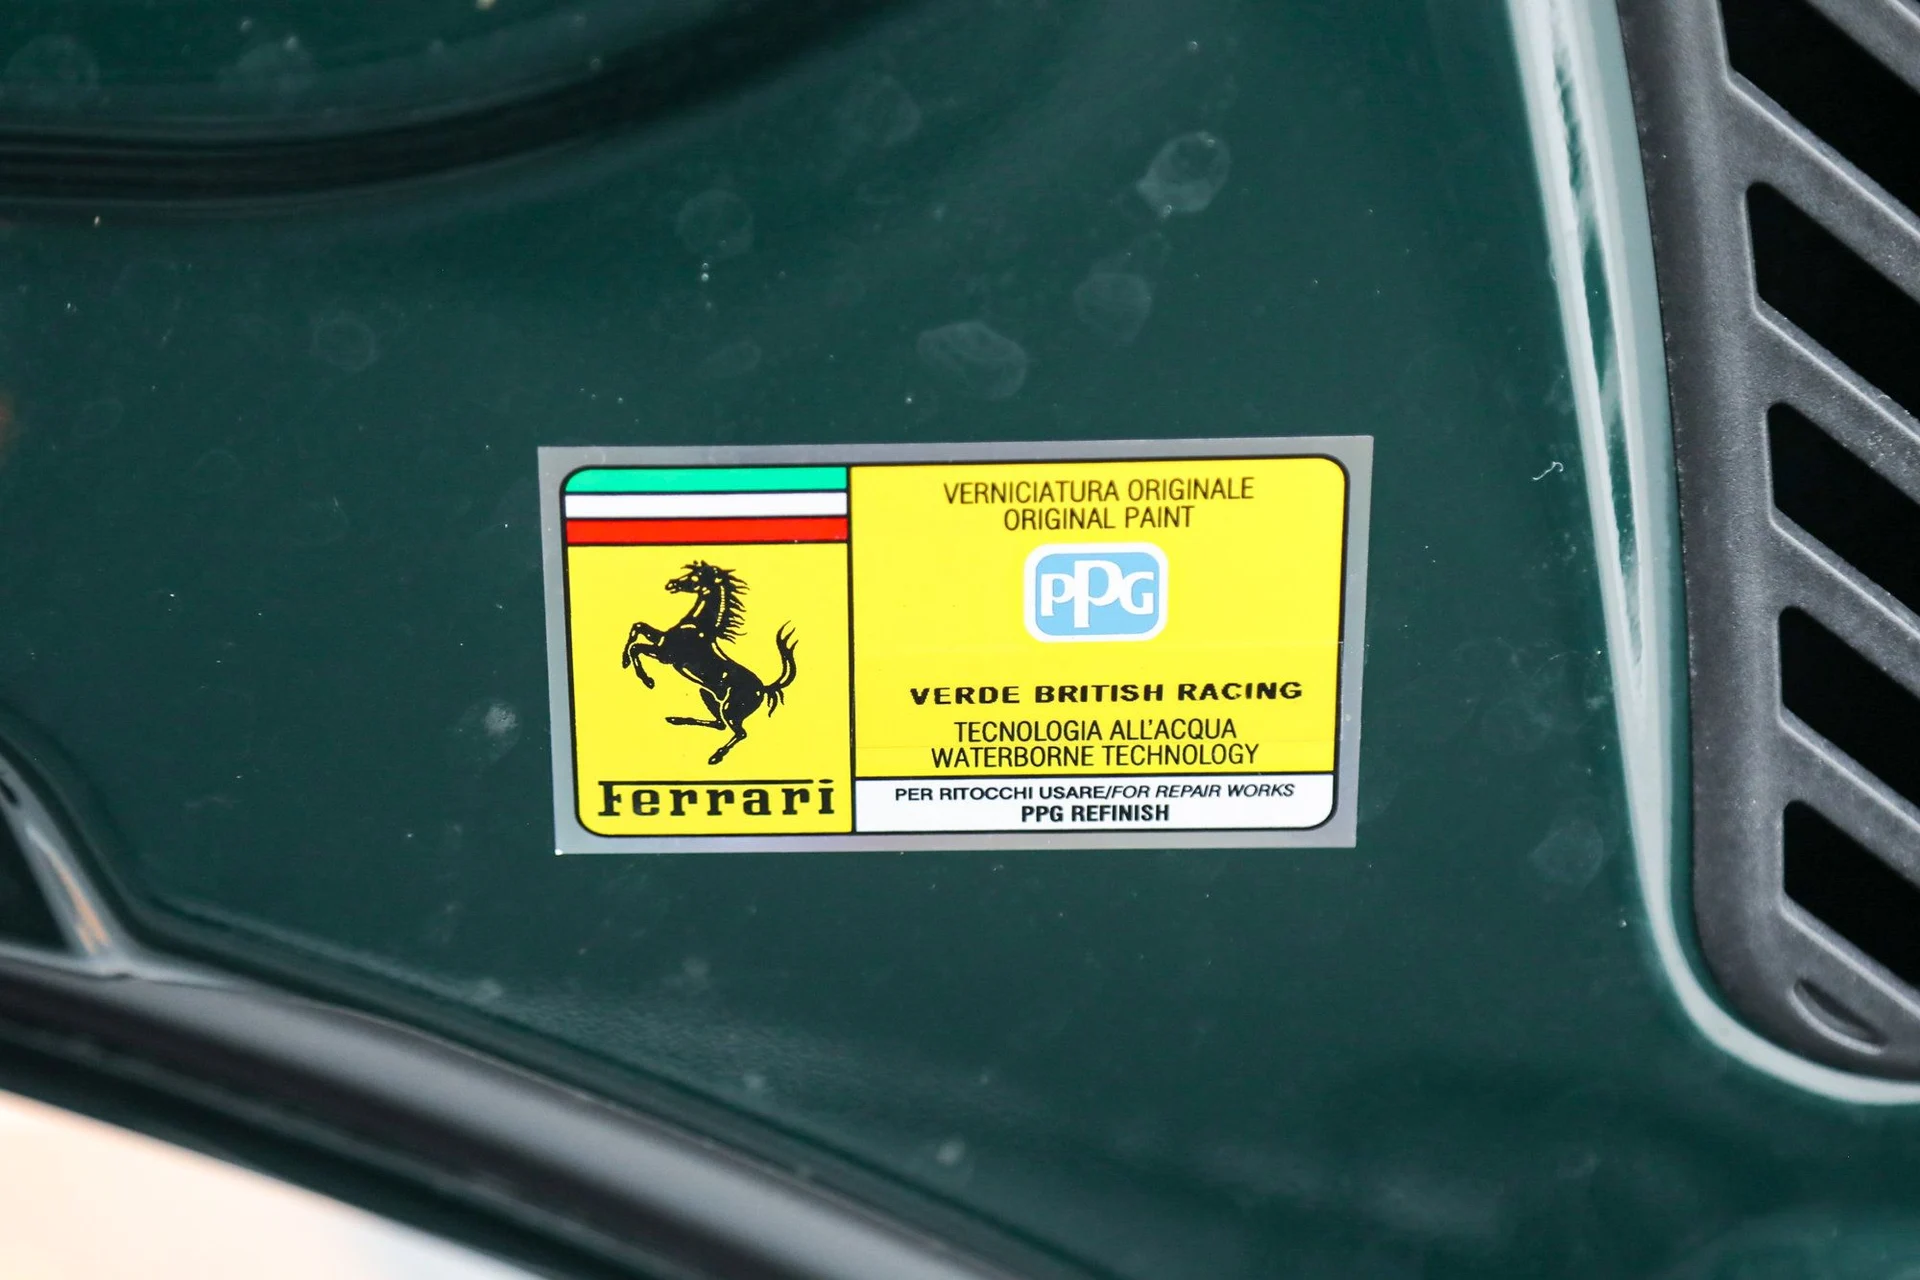 Ferrari
VERNICIATURA ORIGINALE
ORIGINAL PAINT
PPG
VERDE BRITISH RACING
TECNOLOGIA ALL'ACQUA
WATERBORNE TECHNOLOGY
PER RITOCCHI USARE/FOR REPAIR WORKS
PPG REFINISH